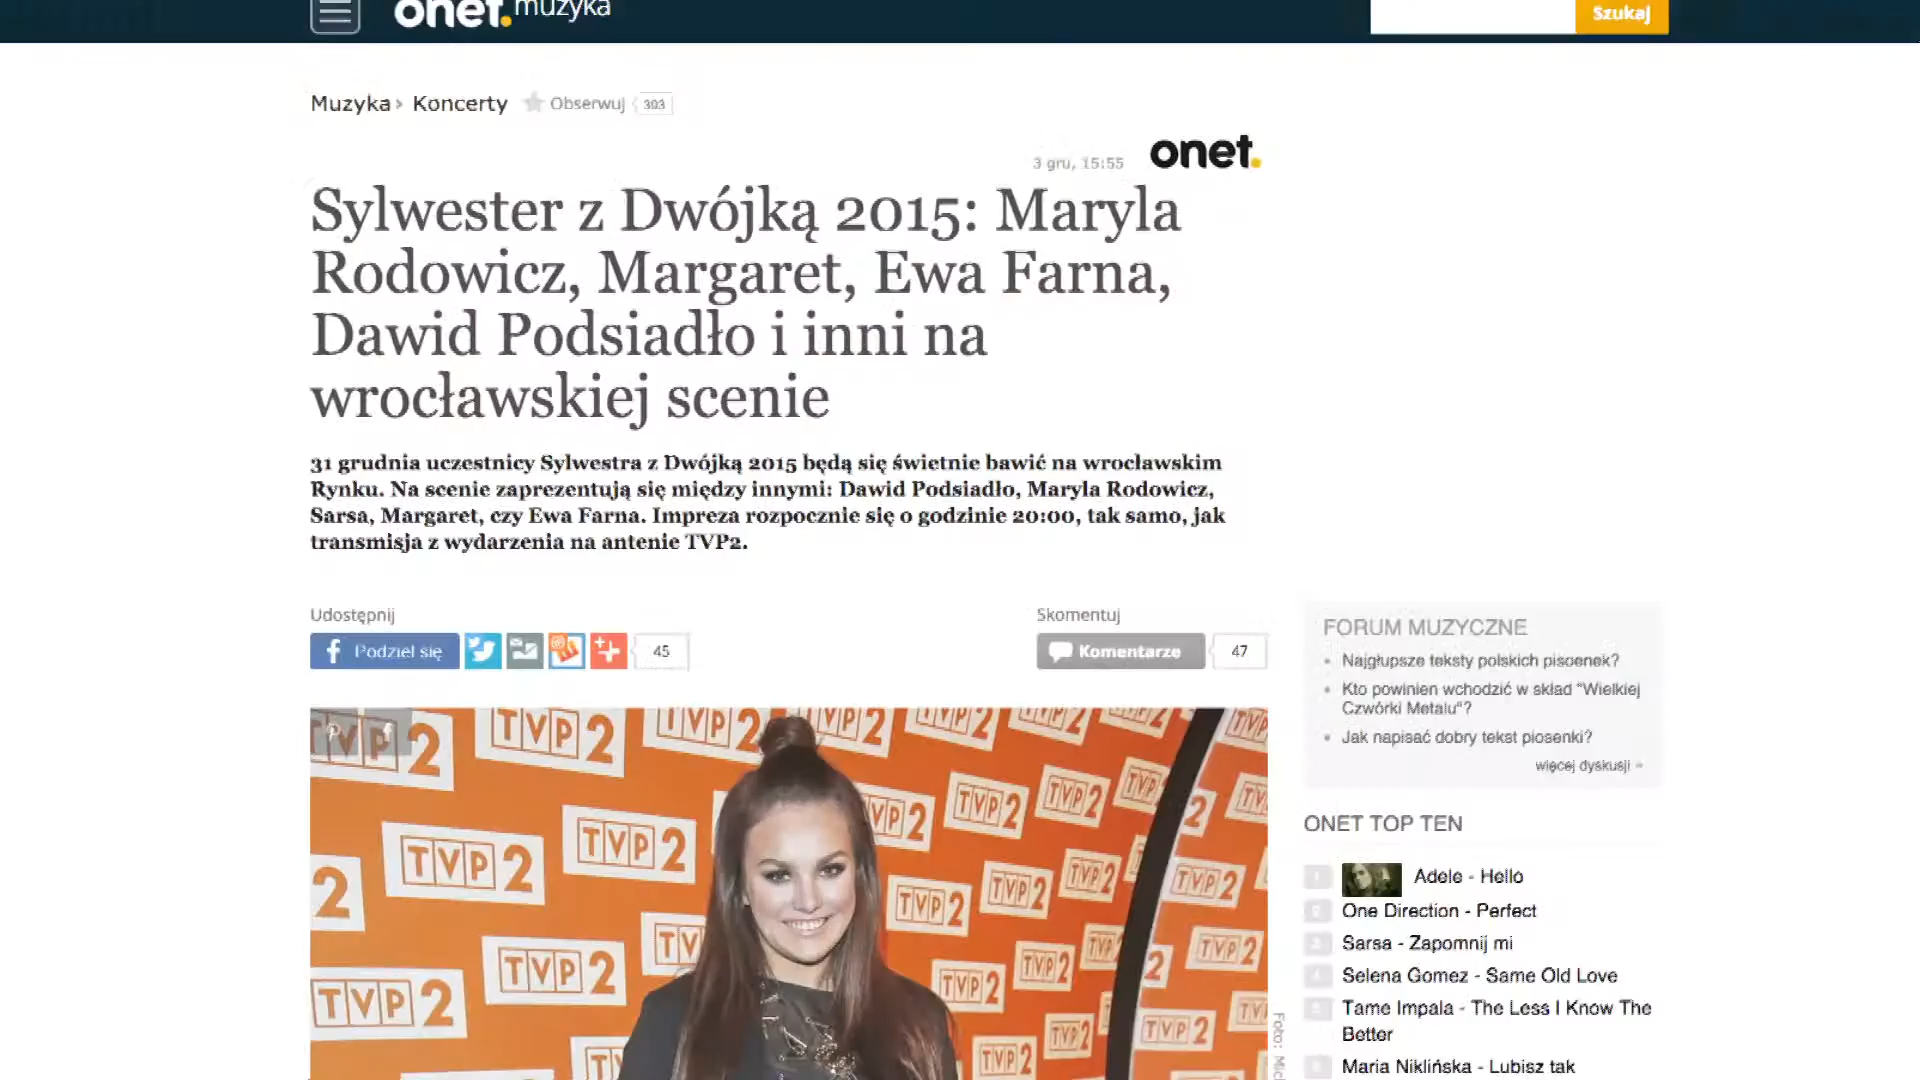 onet.muzyka
Szukaj
Muzyka › Koncerty Obserwuj 393
3 gru, 15:55 onet.
Sylwester z Dwójką 2015: Maryla
Rodowicz, Margaret, Ewa Farna,
Dawid Podsiadło i inni na
wrocławskiej scenie
31 grudnia uczestnicy Sylwestra z Dwójką 2015 będą się świetnie bawić na wrocławskim
Rynku. Na scenie zaprezentują się między innymi: Dawid Podsiadło, Maryla Rodowicz,
Sarsa, Margaret, czy Ewa Farna. Impreza rozpocznie się o godzinie 20:00, tak samo, jak
transmisja z wydarzenia na antenie TVP2.
Udostępnij
Podziel się 45
Skomentuj
Komentarze 47
TVP2
FORUM MUZYCZNE
Najgłupsze teksty polskich piosenek?
Kto powinien wchodzić w skład "Wielkiej
Czwórki Metalu"?
Jak napisać dobry tekst piosenki?
więcej dyskusji »
ONET TOP TEN
Adele - Hello
One Direction - Perfect
Sarsa - Zapomnij mi
Selena Gomez - Same Old Love
Tame Impala - The Less I Know The
Better
Maria Niklińska - Lubisz tak
Foto: